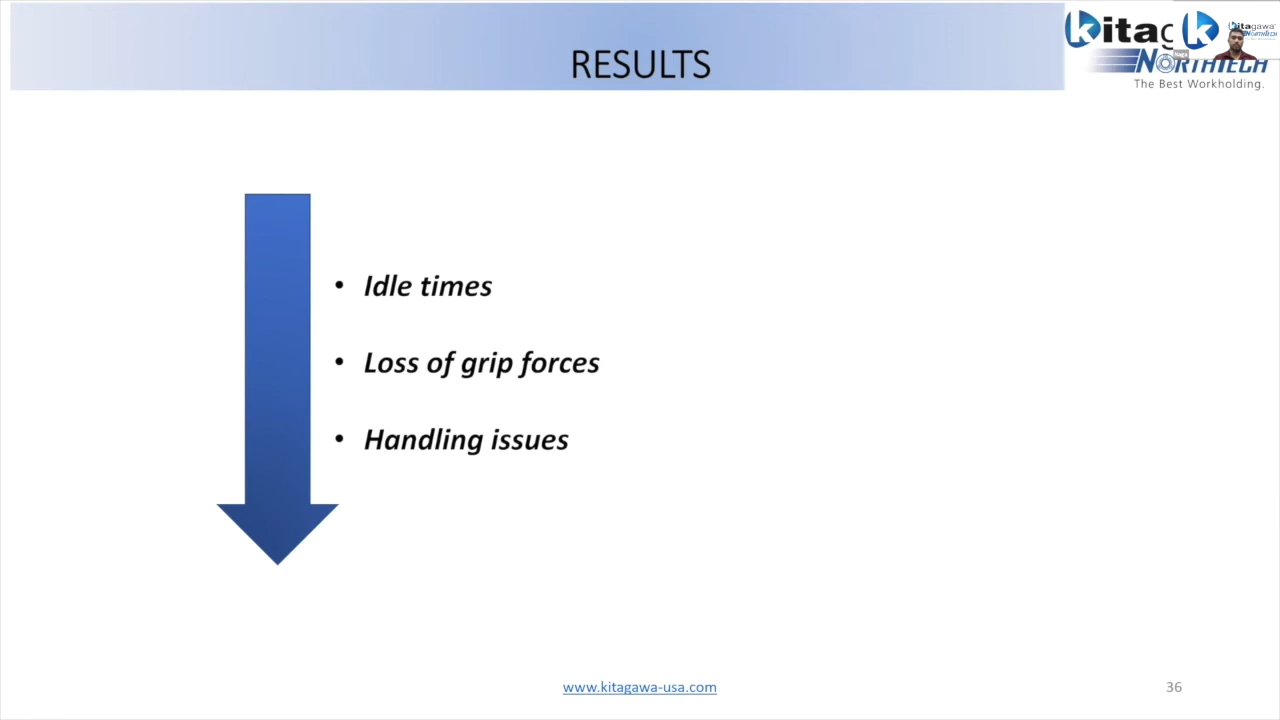 RESULTS
kitag
NORTHTECH
The Best Workholding.
kitagawa
• Idle times
• Loss of grip forces
• Handling issues
www.kitagawa-usa.com
36